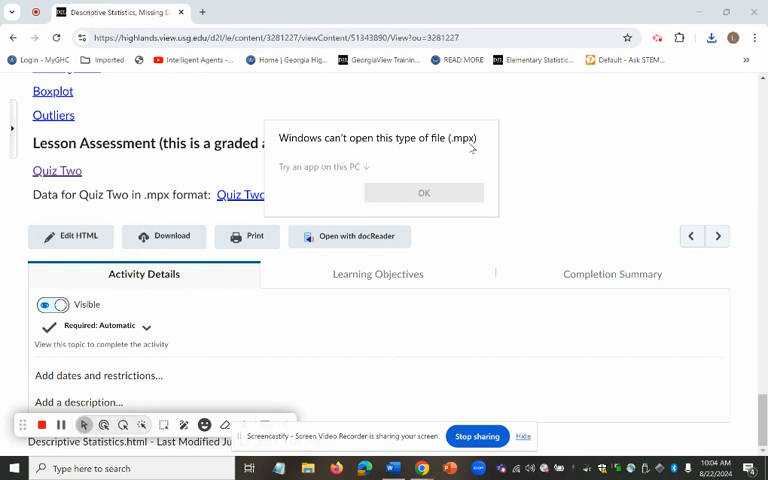 Descriptive Statistics, Missing D
https://highlands.view.usg.edu/d2l/le/content/3281227/viewContent/51343890/View?ou=3281227
Login - MyGHC
Imported
Intelligent Agents -...
Home | Georgia Hig...
GeorgiaView Training...
READ MORE
Elementary Statistic...
Default - Ask STEM...
Boxplot
Outliers
Lesson Assessment (this is a graded a
Quiz Two
Data for Quiz Two in .mpx format: Quiz Two
Windows can't open this type of file (.mpx)
Try an app on this PC
OK
Edit HTML
Download
Print
Open with docReader
Activity Details
Learning Objectives
Completion Summary
Visible
Required: Automatic
View this topic to complete the activity
Add dates and restrictions...
Add a description...
Screencastify - Screen Video Recorder is sharing your screen.
Stop sharing
Hide
Descriptive Statistics.html - Last Modified Ju
Type here to search
10:04 AM
8/22/2024